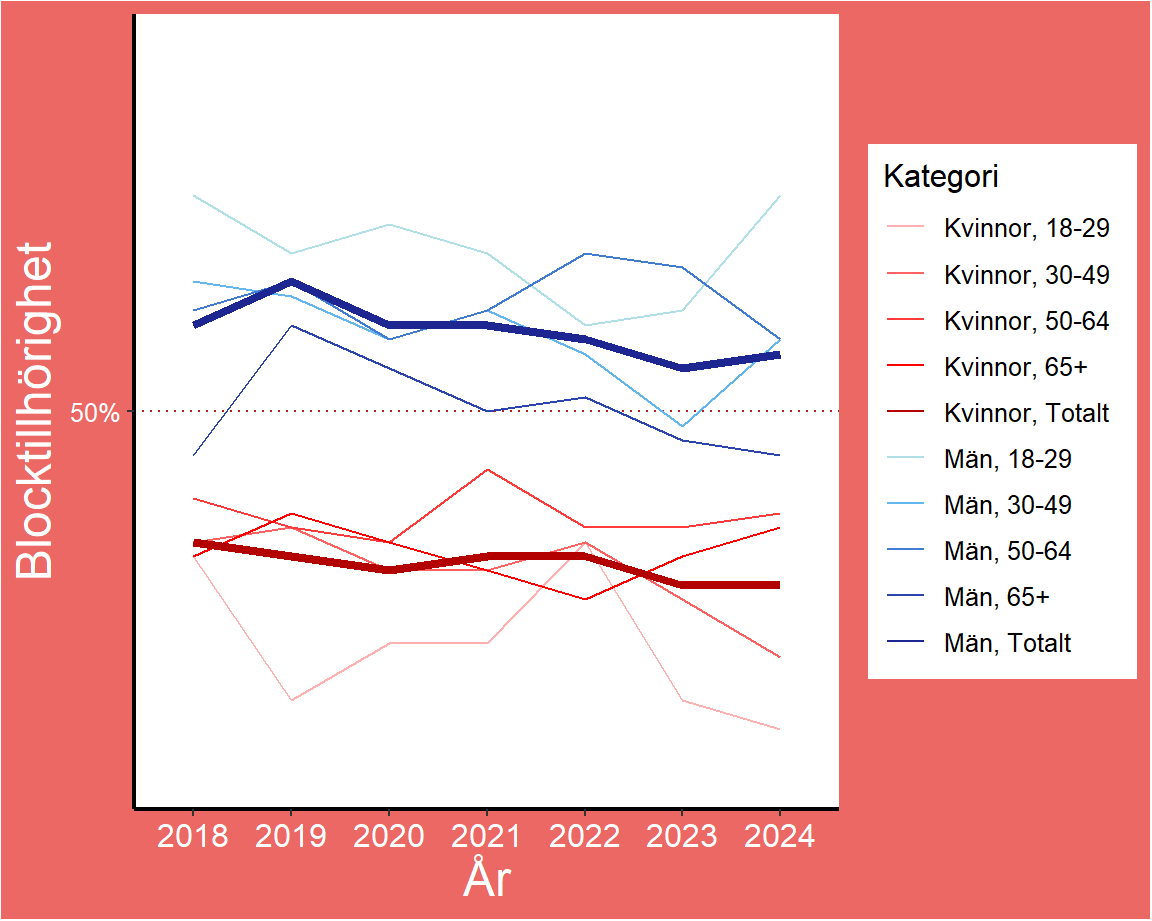 Blocktillhörighet
50%
2018 2019 2020 2021 2022 2023 2024
År
Kategori
Kvinnor, 18-29
Kvinnor, 30-49
Kvinnor, 50-64
Kvinnor, 65+
Kvinnor, Totalt
Män, 18-29
Män, 30-49
Män, 50-64
Män, 65+
Män, Totalt